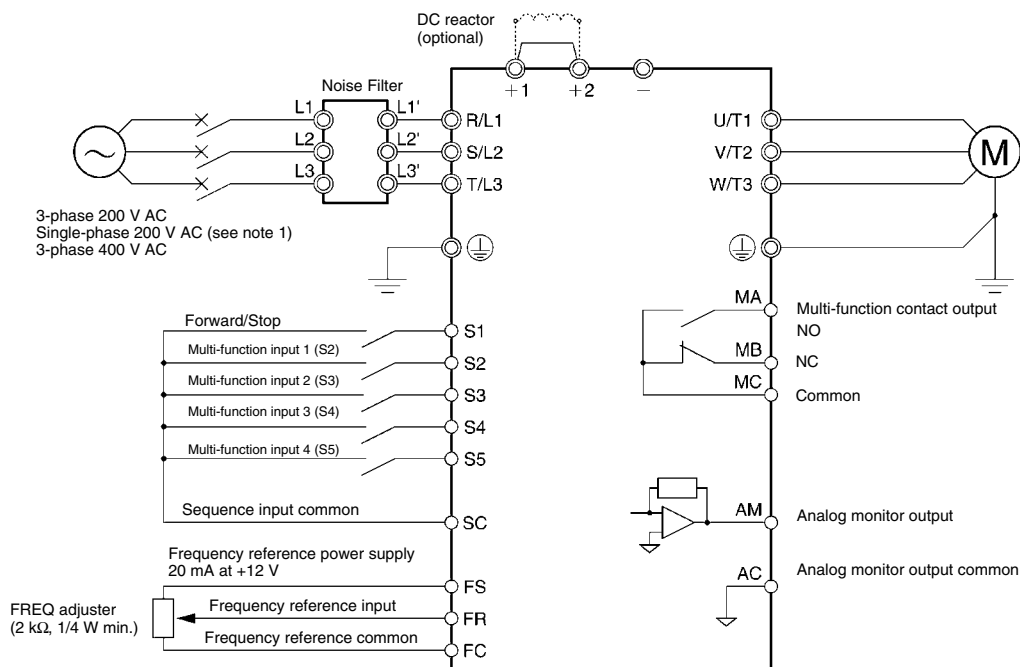 DC reactor
(optional)
+1
+2
−
Noise Filter
L1
L1'
R/L1
U/T1
L2
L2'
S/L2
V/T2
M
L3
L3'
T/L3
W/T3
3-phase 200 V AC
Single-phase 200 V AC (see note 1)
3-phase 400 V AC
MA
Multi-function contact output
NO
Forward/Stop
S1
Multi-function input 1 (S2)
S2
MB
NC
Multi-function input 2 (S3)
S3
MC
Common
Multi-function input 3 (S4)
S4
Multi-function input 4 (S5)
S5
Sequence input common
SC
AM
Analog monitor output
Frequency reference power supply
20 mA at +12 V
FS
AC
Analog monitor output common
FREQ adjuster
(2 kΩ, 1/4 W min.)
Frequency reference input
FR
Frequency reference common
FC